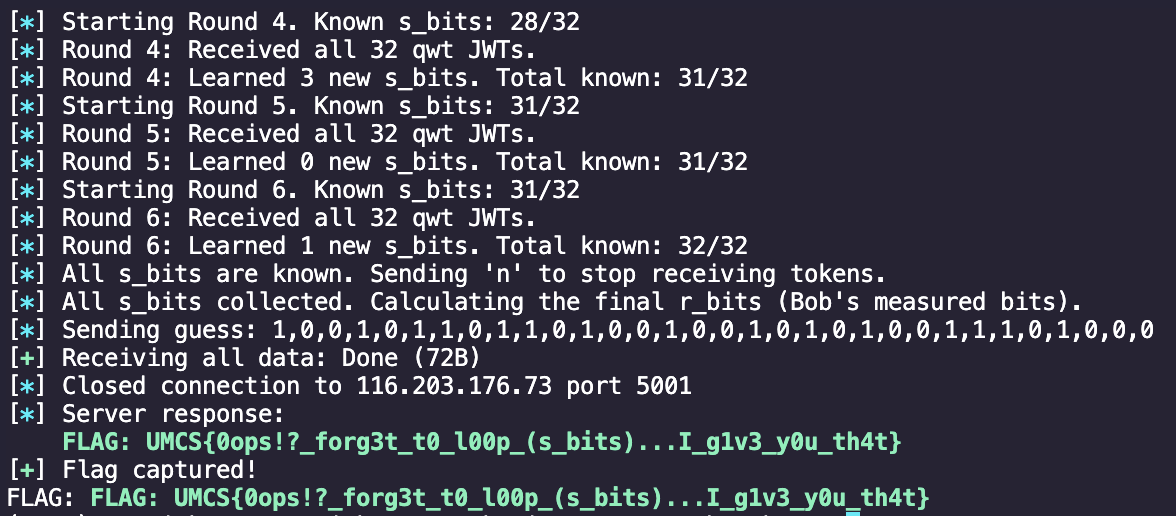 [*] Starting Round 4. Known s_bits: 28/32
[*] Round 4: Received all 32 qwt JWTs.
[*] Round 4: Learned 3 new s_bits. Total known: 31/32
[*] Starting Round 5. Known s_bits: 31/32
[*] Round 5: Received all 32 qwt JWTs.
[*] Round 5: Learned 0 new s_bits. Total known: 31/32
[*] Starting Round 6. Known s_bits: 31/32
[*] Round 6: Received all 32 qwt JWTs.
[*] Round 6: Learned 1 new s_bits. Total known: 32/32
[*] All s_bits are known. Sending 'n' to stop receiving tokens.
[*] All s_bits collected. Calculating the final r_bits (Bob's measured bits).
[*] Sending guess: 1,0,0,1,0,1,1,0,1,1,0,1,0,0,1,0,0,1,0,1,0,1,0,0,1,1,1,0,1,0,0,0
[+] Receiving all data: Done (72B)
[*] Closed connection to 116.203.176.73 port 5001
[*] Server response:
FLAG: UMCS{0ops!?_forg3t_t0_l00p_(s_bits)...I_g1v3_y0u_th4t}
[+] Flag captured!
FLAG: FLAG: UMCS{0ops!?_forg3t_t0_l00p_(s_bits)...I_g1v3_y0u_th4t}